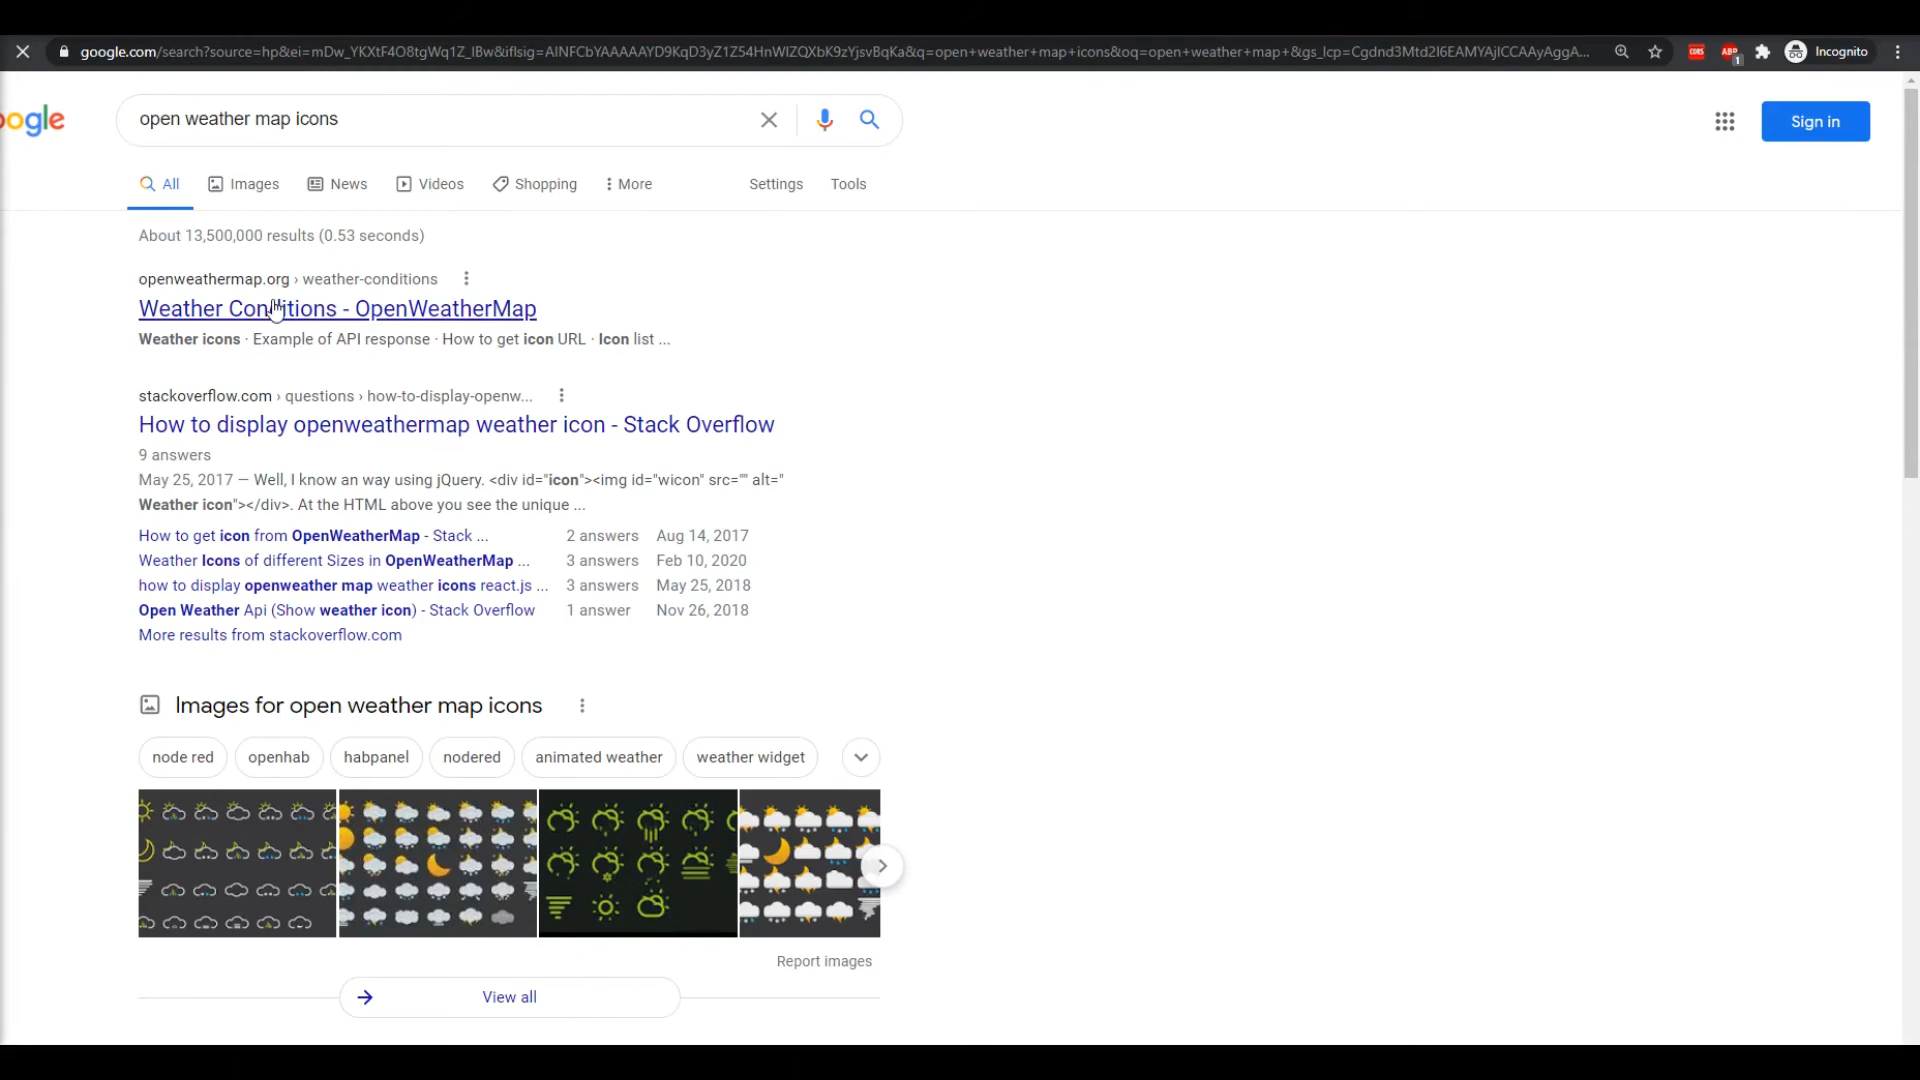 google.com/search?source=hp&ei=mDw_YKXtF4O8tgWq1Z_IBw&iflsig=AINFCbYAAAAAYD9KqD3yZ1Z54HnWIZQXbK9zYjsvBqKa&q=open+weather+map+icons&oq=open+weather+map+&gs_lcp=Cgdnd3Mtd2l6EAMYAjICCAAyAggA... CORS ABP 1 Incognito
oogle open weather map icons Sign in
All Images News Videos Shopping More Settings Tools
About 13,500,000 results (0.53 seconds)
openweathermap.org › weather-conditions
Weather Conditions - OpenWeatherMap
Weather icons · Example of API response · How to get icon URL · Icon list ...
stackoverflow.com › questions › how-to-display-openw...
How to display openweathermap weather icon - Stack Overflow
9 answers
May 25, 2017 — Well, I know an way using jQuery. <div id="icon"><img id="wicon" src="" alt="
Weather icon"></div>. At the HTML above you see the unique ...
How to get icon from OpenWeatherMap - Stack ... 2 answers Aug 14, 2017
Weather Icons of different Sizes in OpenWeatherMap ... 3 answers Feb 10, 2020
how to display openweather map weather icons react.js ... 3 answers May 25, 2018
Open Weather Api (Show weather icon) - Stack Overflow 1 answer Nov 26, 2018
More results from stackoverflow.com
Images for open weather map icons
node red openhab habpanel nodered animated weather weather widget
Report images
View all